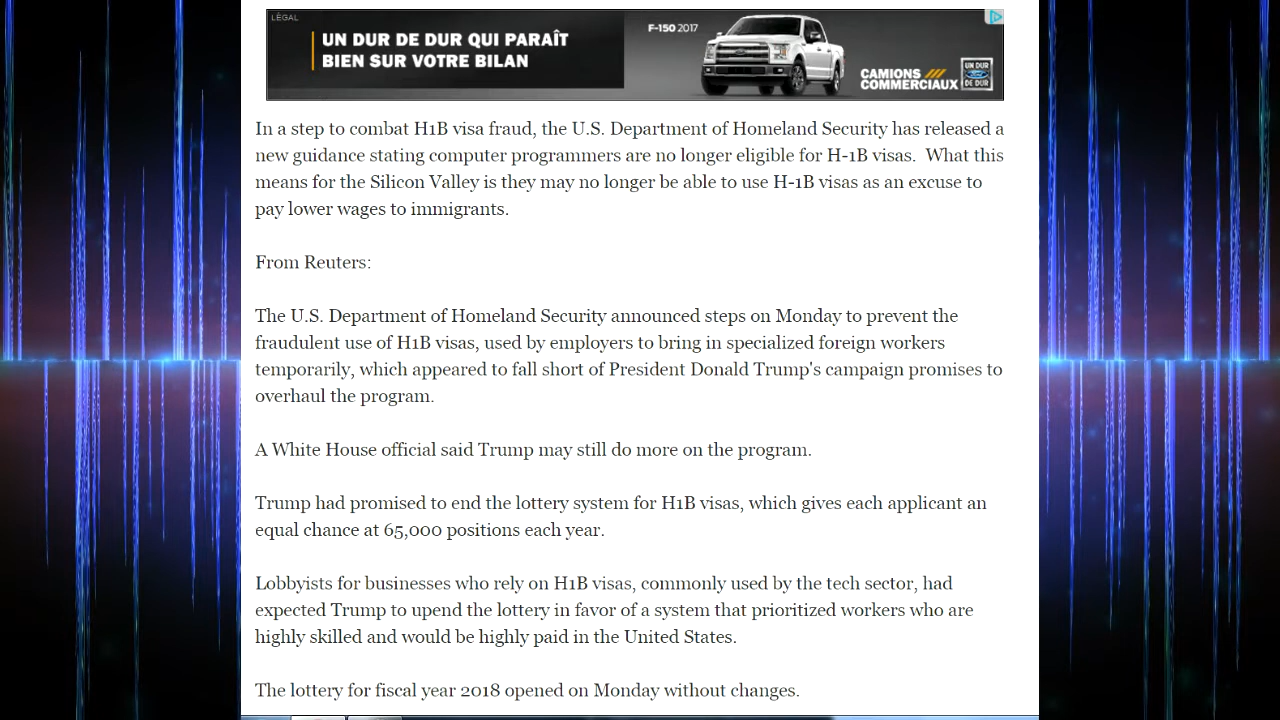 LÉGAL
UN DUR DE DUR QUI PARAÎT
BIEN SUR VOTRE BILAN
F-150 2017
CAMIONS
COMMERCIAUX
UN DUR
Ford
DE DUR
In a step to combat H1B visa fraud, the U.S. Department of Homeland Security has released a
new guidance stating computer programmers are no longer eligible for H-1B visas.  What this
means for the Silicon Valley is they may no longer be able to use H-1B visas as an excuse to
pay lower wages to immigrants.
From Reuters:
The U.S. Department of Homeland Security announced steps on Monday to prevent the
fraudulent use of H1B visas, used by employers to bring in specialized foreign workers
temporarily, which appeared to fall short of President Donald Trump's campaign promises to
overhaul the program.
A White House official said Trump may still do more on the program.
Trump had promised to end the lottery system for H1B visas, which gives each applicant an
equal chance at 65,000 positions each year.
Lobbyists for businesses who rely on H1B visas, commonly used by the tech sector, had
expected Trump to upend the lottery in favor of a system that prioritized workers who are
highly skilled and would be highly paid in the United States.
The lottery for fiscal year 2018 opened on Monday without changes.